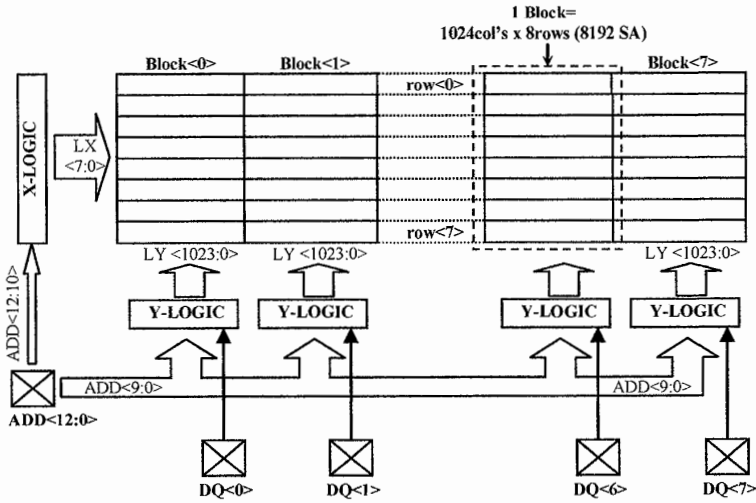 1 Block=
1024col's x 8rows (8192 SA)
Block<0>
Block<1>
Block<7>
row<0>
X-LOGIC
LX
<7:0>
row<7>
LY <1023:0>
LY <1023:0>
LY <1023:0>
ADD<12:10>
Y-LOGIC
Y-LOGIC
Y-LOGIC
Y-LOGIC
ADD<9:0>
ADD<9:0>
ADD<12:0>
DQ<0>
DQ<1>
DQ<6>
DQ<7>